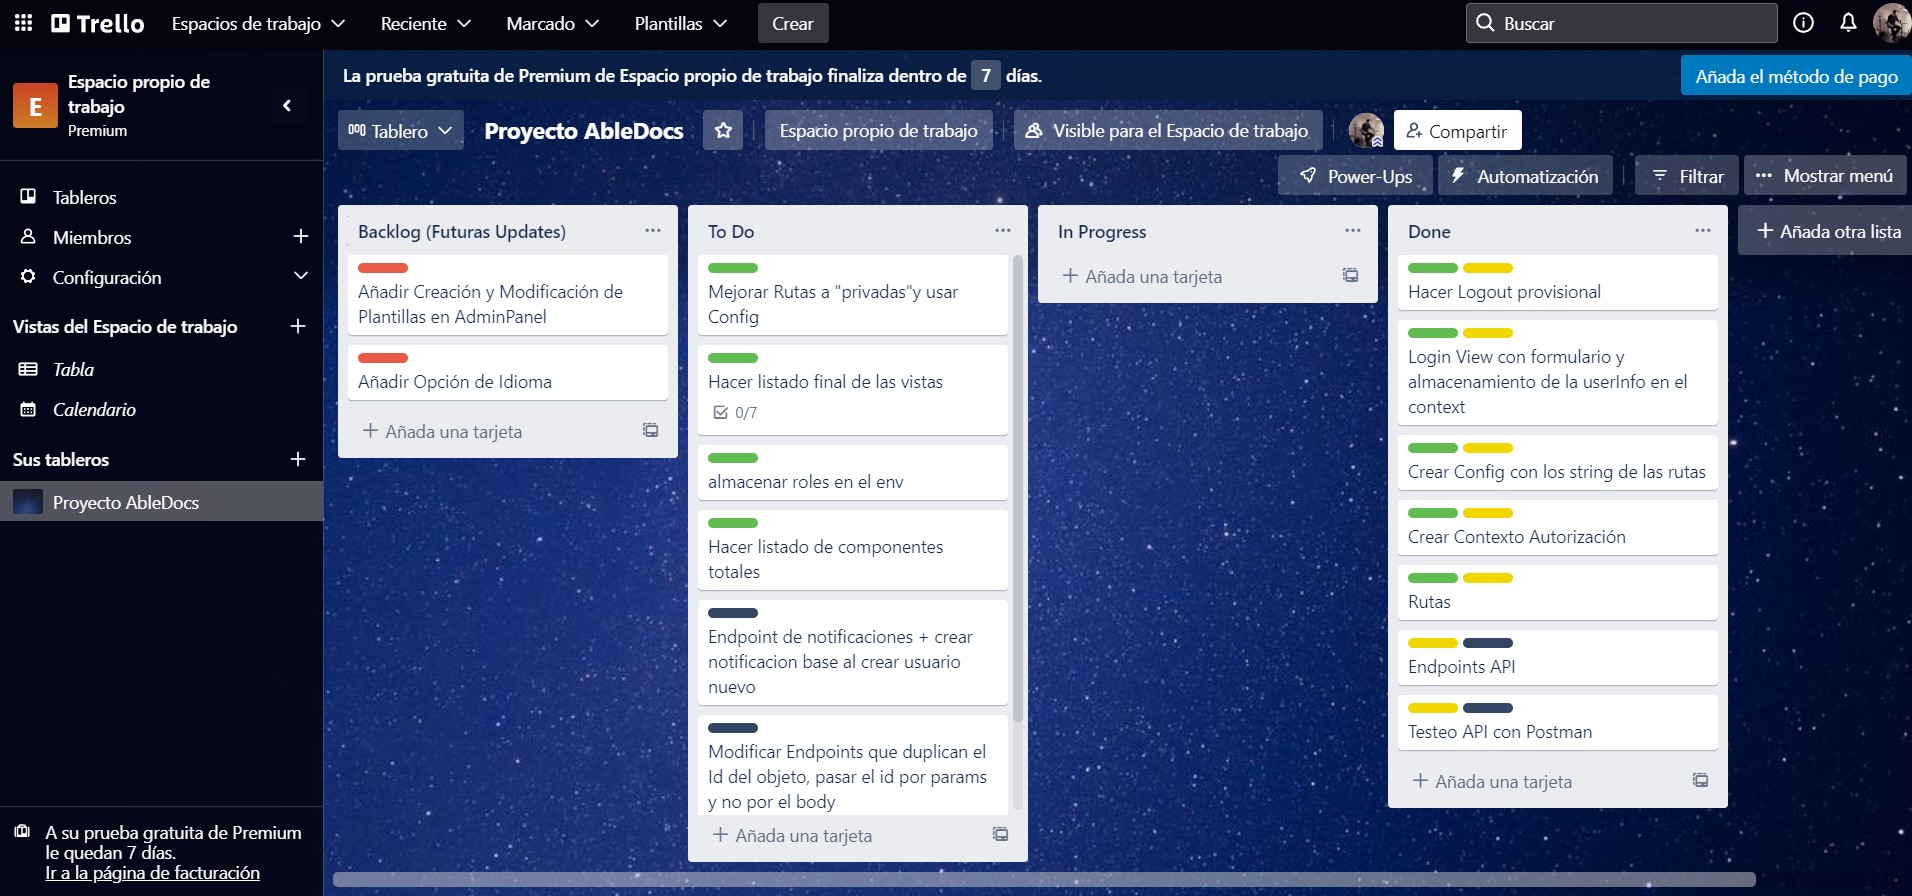 Trello
Espacios de trabajo
Reciente
Marcado
Plantillas
Crear
Buscar
E
Espacio propio de
trabajo
Premium
Tableros
Miembros
Configuración
Vistas del Espacio de trabajo
Tabla
Calendario
Sus tableros
Proyecto AbleDocs
A su prueba gratuita de Premium
le quedan 7 días.
Ir a la página de facturación
La prueba gratuita de Premium de Espacio propio de trabajo finaliza dentro de 7 días.
Añada el método de pago
Tablero
Proyecto AbleDocs
Espacio propio de trabajo
Visible para el Espacio de trabajo
Compartir
Power-Ups
Automatización
Filtrar
Mostrar menú
Backlog (Futuras Updates)
Añadir Creación y Modificación de
Plantillas en AdminPanel
Añadir Opción de Idioma
Añada una tarjeta
To Do
Mejorar Rutas a "privadas"y usar
Config
Hacer listado final de las vistas
0/7
almacenar roles en el env
Hacer listado de componentes
totales
Endpoint de notificaciones + crear
notificacion base al crear usuario
nuevo
Modificar Endpoints que duplican el
Id del objeto, pasar el id por params
y no por el body
Añada una tarjeta
In Progress
Añada una tarjeta
Done
Hacer Logout provisional
Login View con formulario y
almacenamiento de la userInfo en el
context
Crear Config con los string de las rutas
Crear Contexto Autorización
Rutas
Endpoints API
Testeo API con Postman
Añada una tarjeta
Añada otra lista